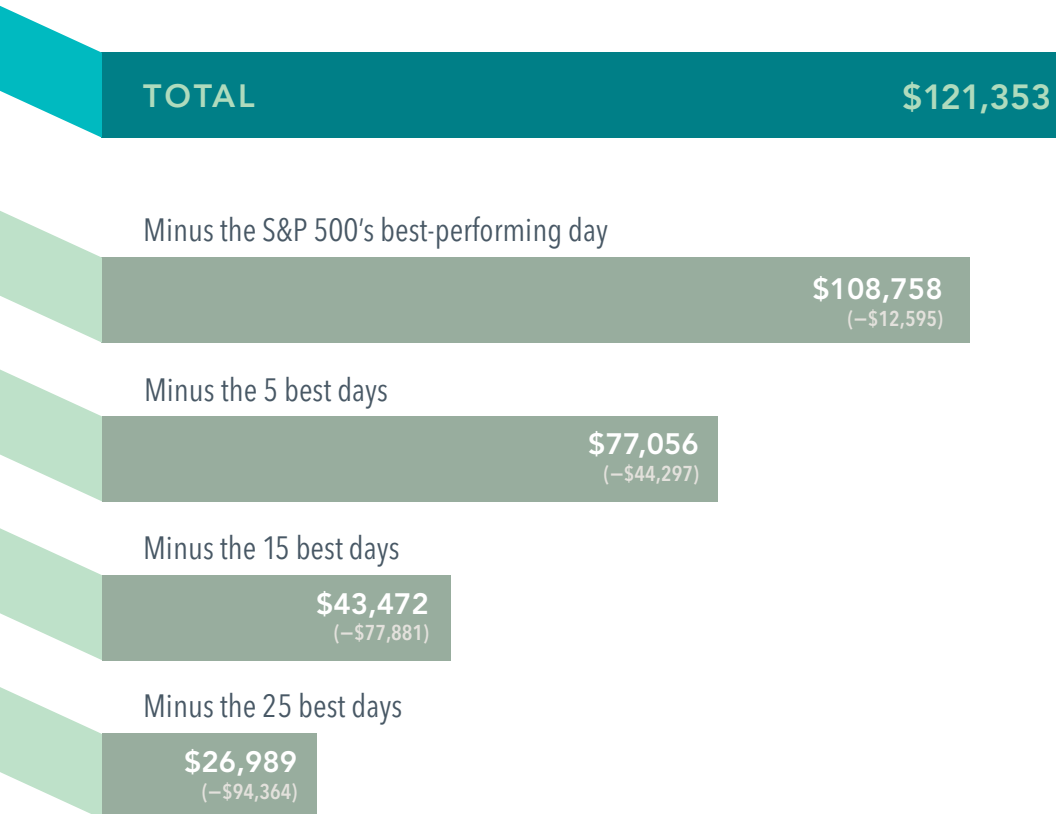 TOTAL $121,353
Minus the S&P 500’s best-performing day
$108,758
(—$12,595)
Minus the 5 best days
$77,056
(—$44,297)
Minus the 15 best days
$43,472
(—$77,881)
Minus the 25 best days
$26,989
(—$94,364)